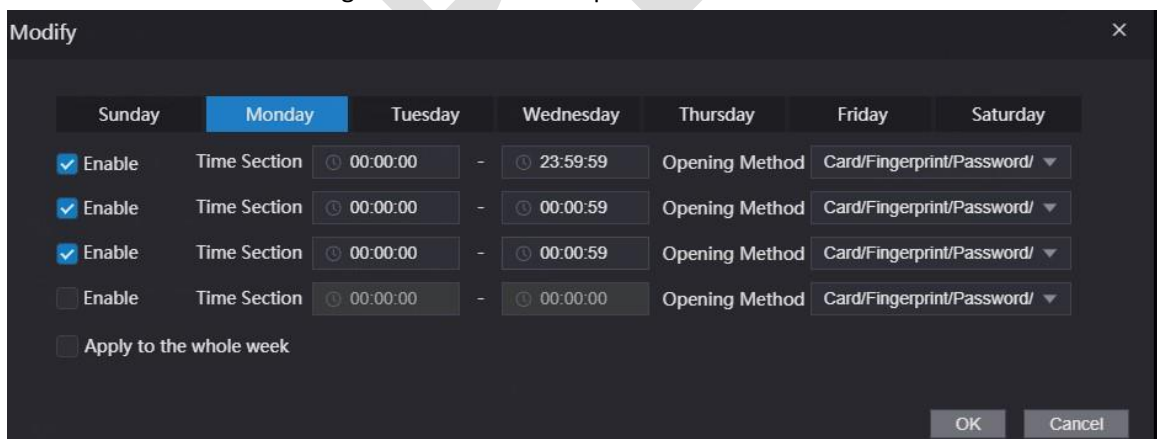 Modify
Sunday Monday Tuesday Wednesday Thursday Friday Saturday
Enable Time Section 00:00:00 - 23:59:59 Opening Method Card/Fingerprint/Password/
Enable Time Section 00:00:00 - 00:00:59 Opening Method Card/Fingerprint/Password/
Enable Time Section 00:00:00 - 00:00:59 Opening Method Card/Fingerprint/Password/
Enable Time Section 00:00:00 - 00:00:00 Opening Method Card/Fingerprint/Password/
Apply to the whole week
OK Cancel